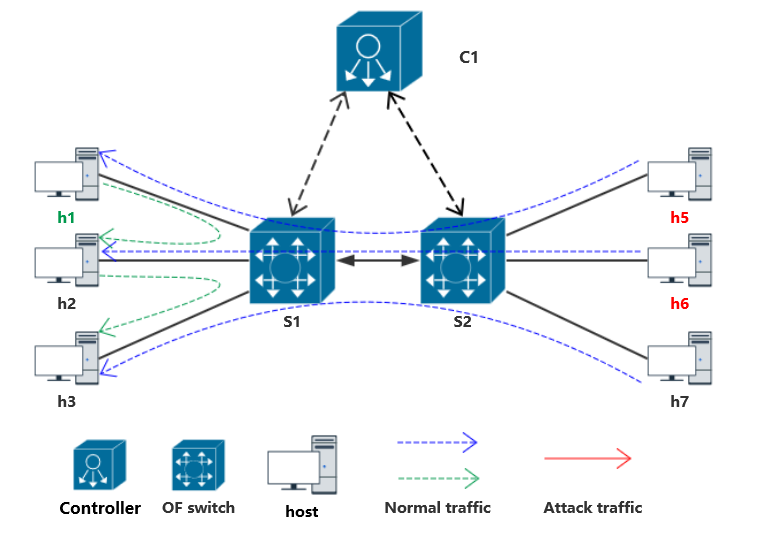 C1
h1
h5
h2
h6
S1
S2
h3
h7
Controller
OF switch
host
Normal traffic
Attack traffic